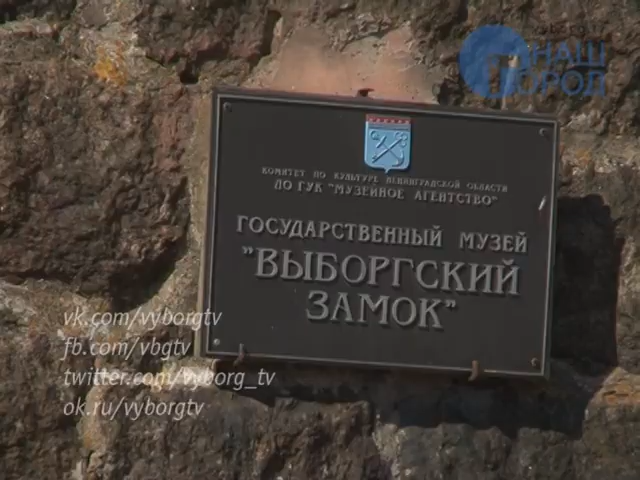 НАШ
ГОРОД
КОМИТЕТ ПО КУЛЬТУРЕ ЛЕНИНГРАДСКОЙ ОБЛАСТИ
ЛО ГУК "МУЗЕЙНОЕ АГЕНТСТВО"
ГОСУДАРСТВЕННЫЙ МУЗЕЙ
"ВЫБОРГСКИЙ
ЗАМОК"
vk.com/vyborgtv
fb.com/vbgtv
twitter.com/vyborg_tv
ok.ru/vyborgtv